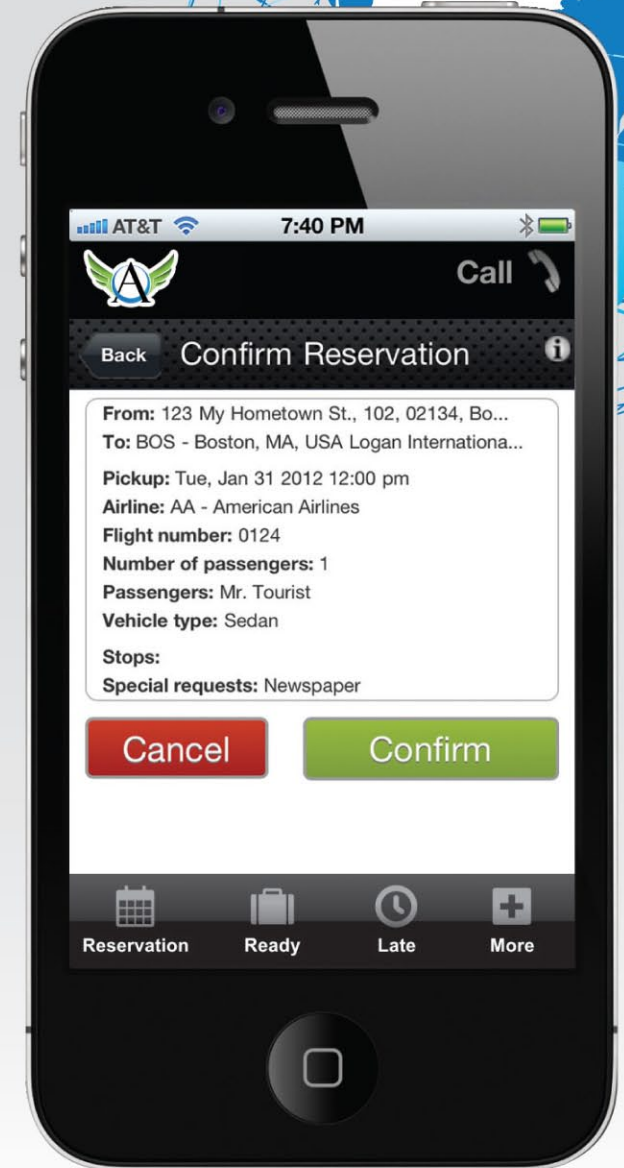 AT&T 7:40 PM
A
Call
Back Confirm Reservation i
From: 123 My Hometown St., 102, 02134, Bo...
To: BOS - Boston, MA, USA Logan Internationa...
Pickup: Tue, Jan 31 2012 12:00 pm
Airline: AA - American Airlines
Flight number: 0124
Number of passengers: 1
Passengers: Mr. Tourist
Vehicle type: Sedan
Stops:
Special requests: Newspaper
Cancel Confirm
Reservation Ready Late More